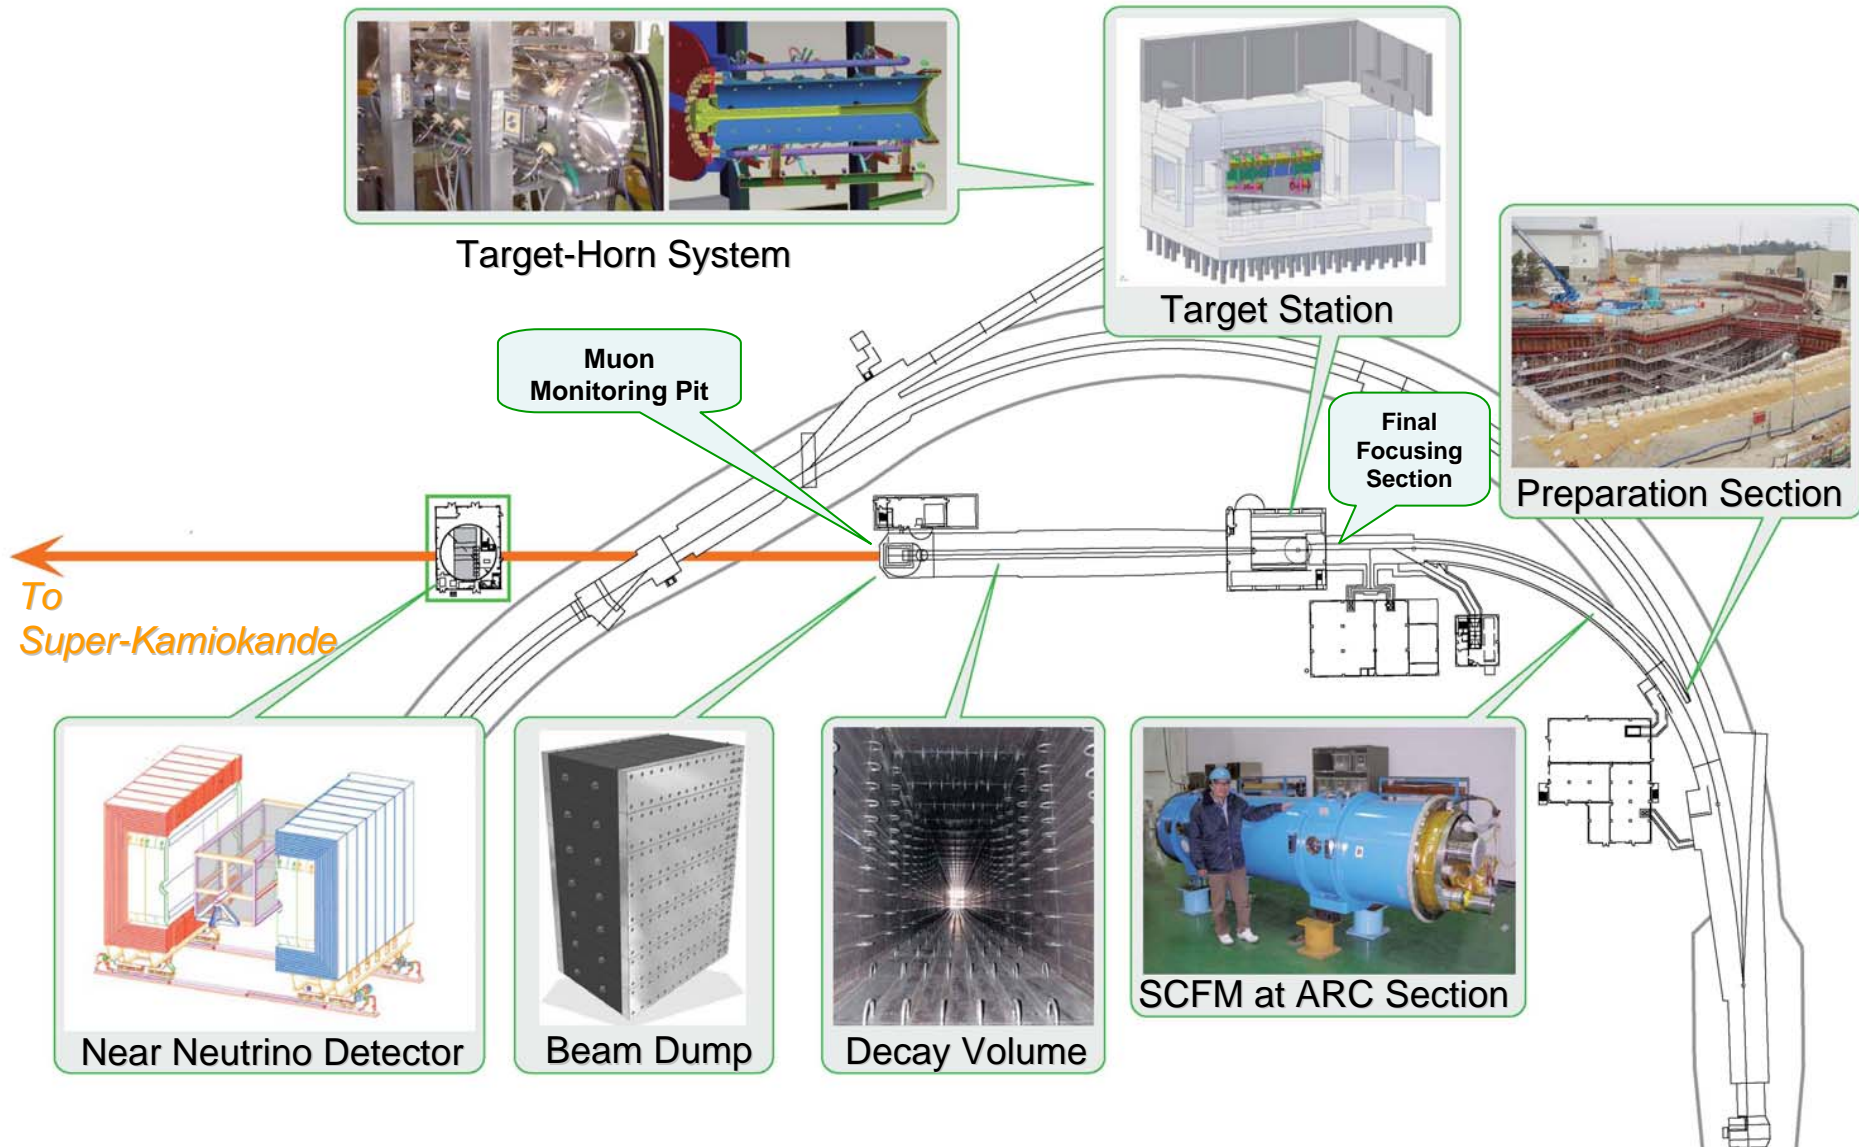 Target-Horn System
Target Station
Muon
Monitoring Pit
Final
Focusing
Section
Preparation Section
To
Super-Kamiokande
Near Neutrino Detector
Beam Dump
Decay Volume
SCFM at ARC Section